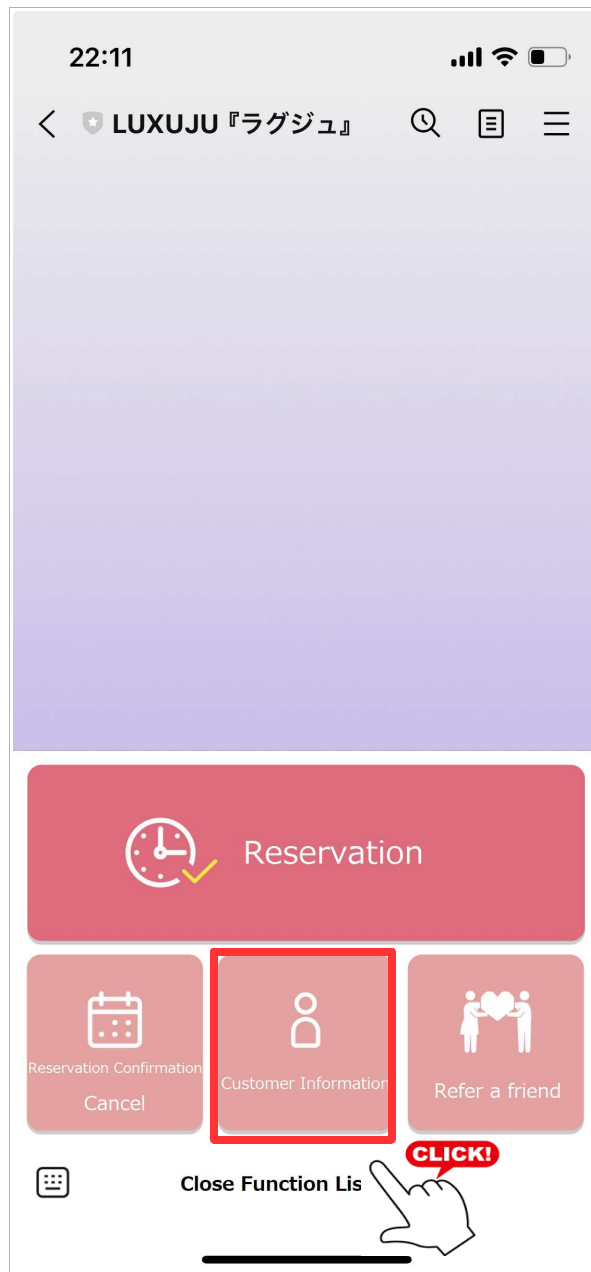 22:11
LUXUJU『ラグジュ』
Reservation
Reservation Confirmation
Cancel
Customer Information
Refer a friend
CLICK!
Close Function Lis